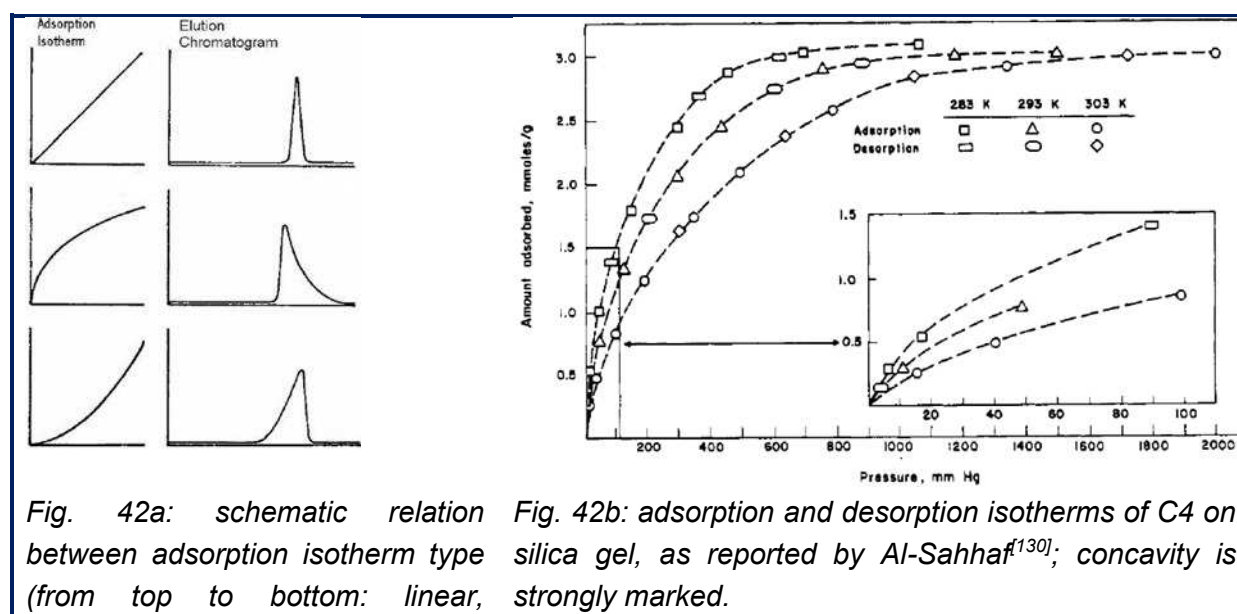 Adsorption
Isotherm
Elution
Chromatogram
3.0
2.5
2.0
1.5
1.0
0.5
Amount adsorbed, mmoles/g
283 K 293 K 303 K
Adsorption
Desorption
1.5
1.0
0.5
20 40 60 80 100
200 400 600 800 1000 1200 1400 1600 1800 2000
Pressure, mm Hg
Fig. 42a: schematic relation
between adsorption isotherm type
(from top to bottom: linear,
Fig. 42b: adsorption and desorption isotherms of C4 on
silica gel, as reported by Al-Sahhaf[130]; concavity is
strongly marked.